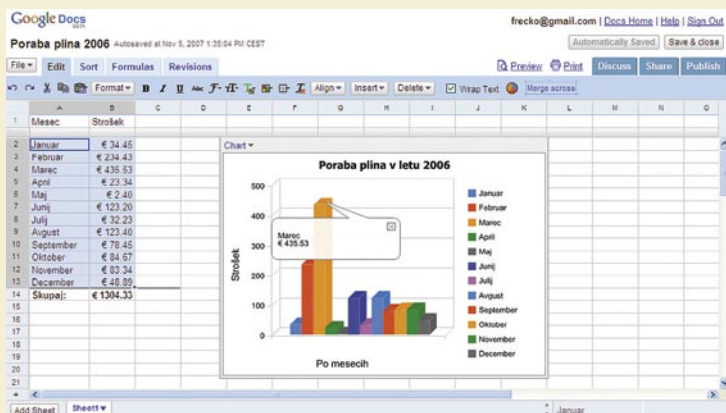 Google Docs
BETA
frecko@gmail.com | Docs Home | Help | Sign Out
Poraba plina 2006 Autosaved at Nov 5, 2007 1:35:04 PM CEST
Automatically Saved Save & close
File Edit Sort Formulas Revisions
Preview Print Discuss Share Publish
Format B I U Abc F T Align Insert Delete Wrap Text Merge across
A B C D E F G H I J K L M N O
1 Mesec Strošek
2 Januar € 34.45
3 Februar € 234.43
4 Marec € 435.53
5 April € 23.34
6 Maj € 2.40
7 Junij € 123.20
8 Julij € 32.23
9 Avgust € 123.40
10 September € 78.45
11 Oktober € 84.67
12 November € 83.34
13 December € 48.89
14 Skupaj: € 1304.33
15
16
17
18
19
20
21
Chart
Poraba plina v letu 2006
500
400
300
200
100
0
Strošek
Marec
€ 435.53
Po mesecih
Januar
Februar
Marec
April
Maj
Junij
Julij
Avgust
September
Oktober
November
December
Add Sheet Sheet1 Januar